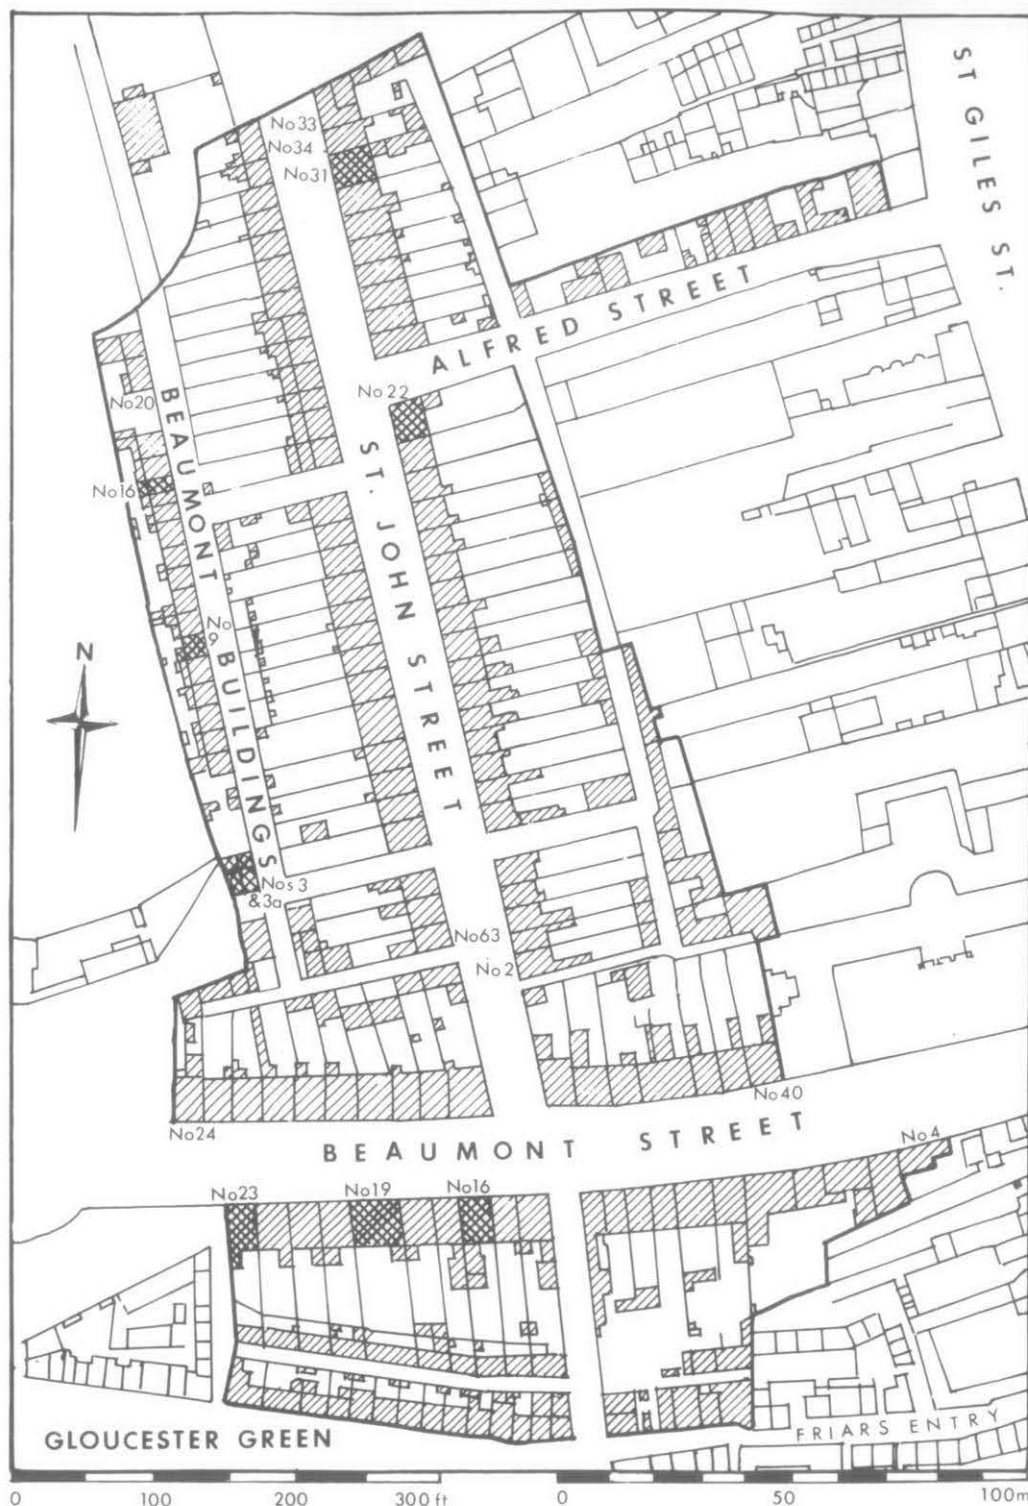 ST GILES ST.
No33
No34
No31
ALFRED STREET
No22
No20
BEAUMONT BUILDINGS
No16
ST. JOHN STREET
No
9
N
Nos 3
& 3a
No63
No2
No40
No24
BEAUMONT STREET
No4
No23
No19
No16
GLOUCESTER GREEN
FRIARS ENTRY
0 100 200 300 ft 0 50 100m